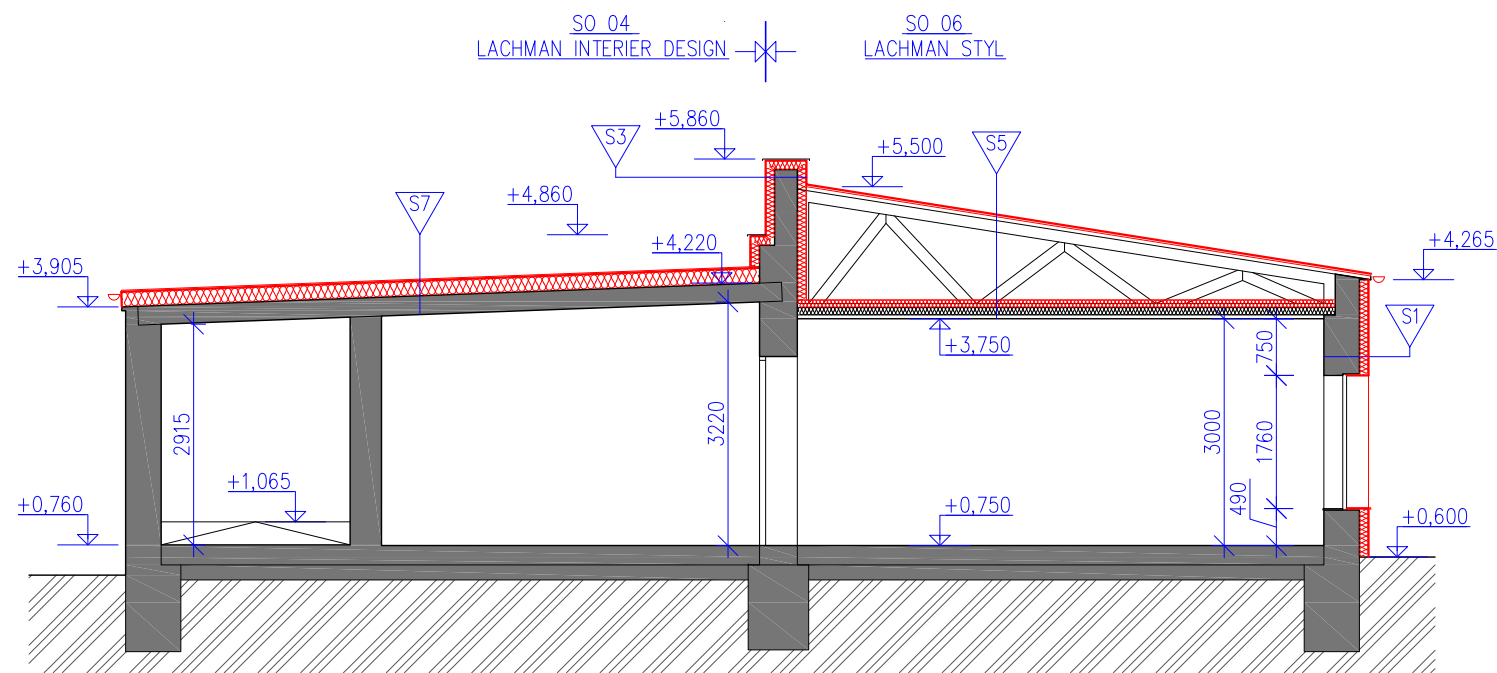 SO 04
LACHMAN INTERIER DESIGN
SO 06
LACHMAN STYL
+5,860
S3
+5,500
S5
+4,860
S7
+4,220
+4,265
+3,905
S1
+3,750
750
2915
3220
3000
1760
+1,065
490
+0,760
+0,750
+0,600